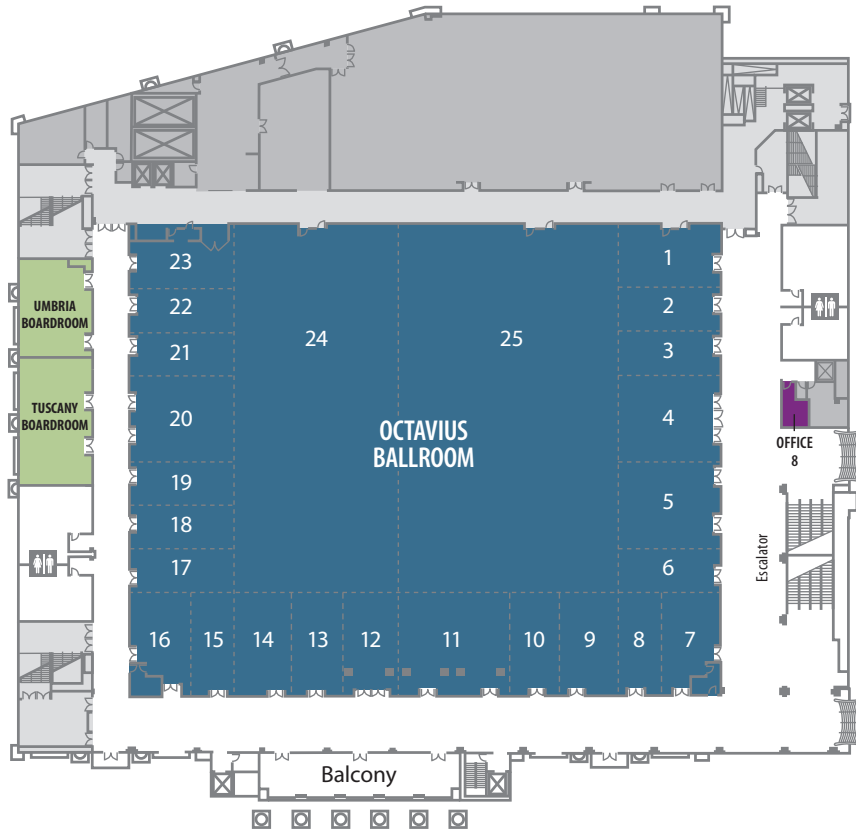 23
1
22
2
UMBRIA
BOARDROOM
21
24
25
3
TUSCANY
BOARDROOM
20
OCTAVIUS
BALLROOM
4
OFFICE
8
19
5
18
17
6
Escalator
16
15
14
13
12
11
10
9
8
7
Balcony